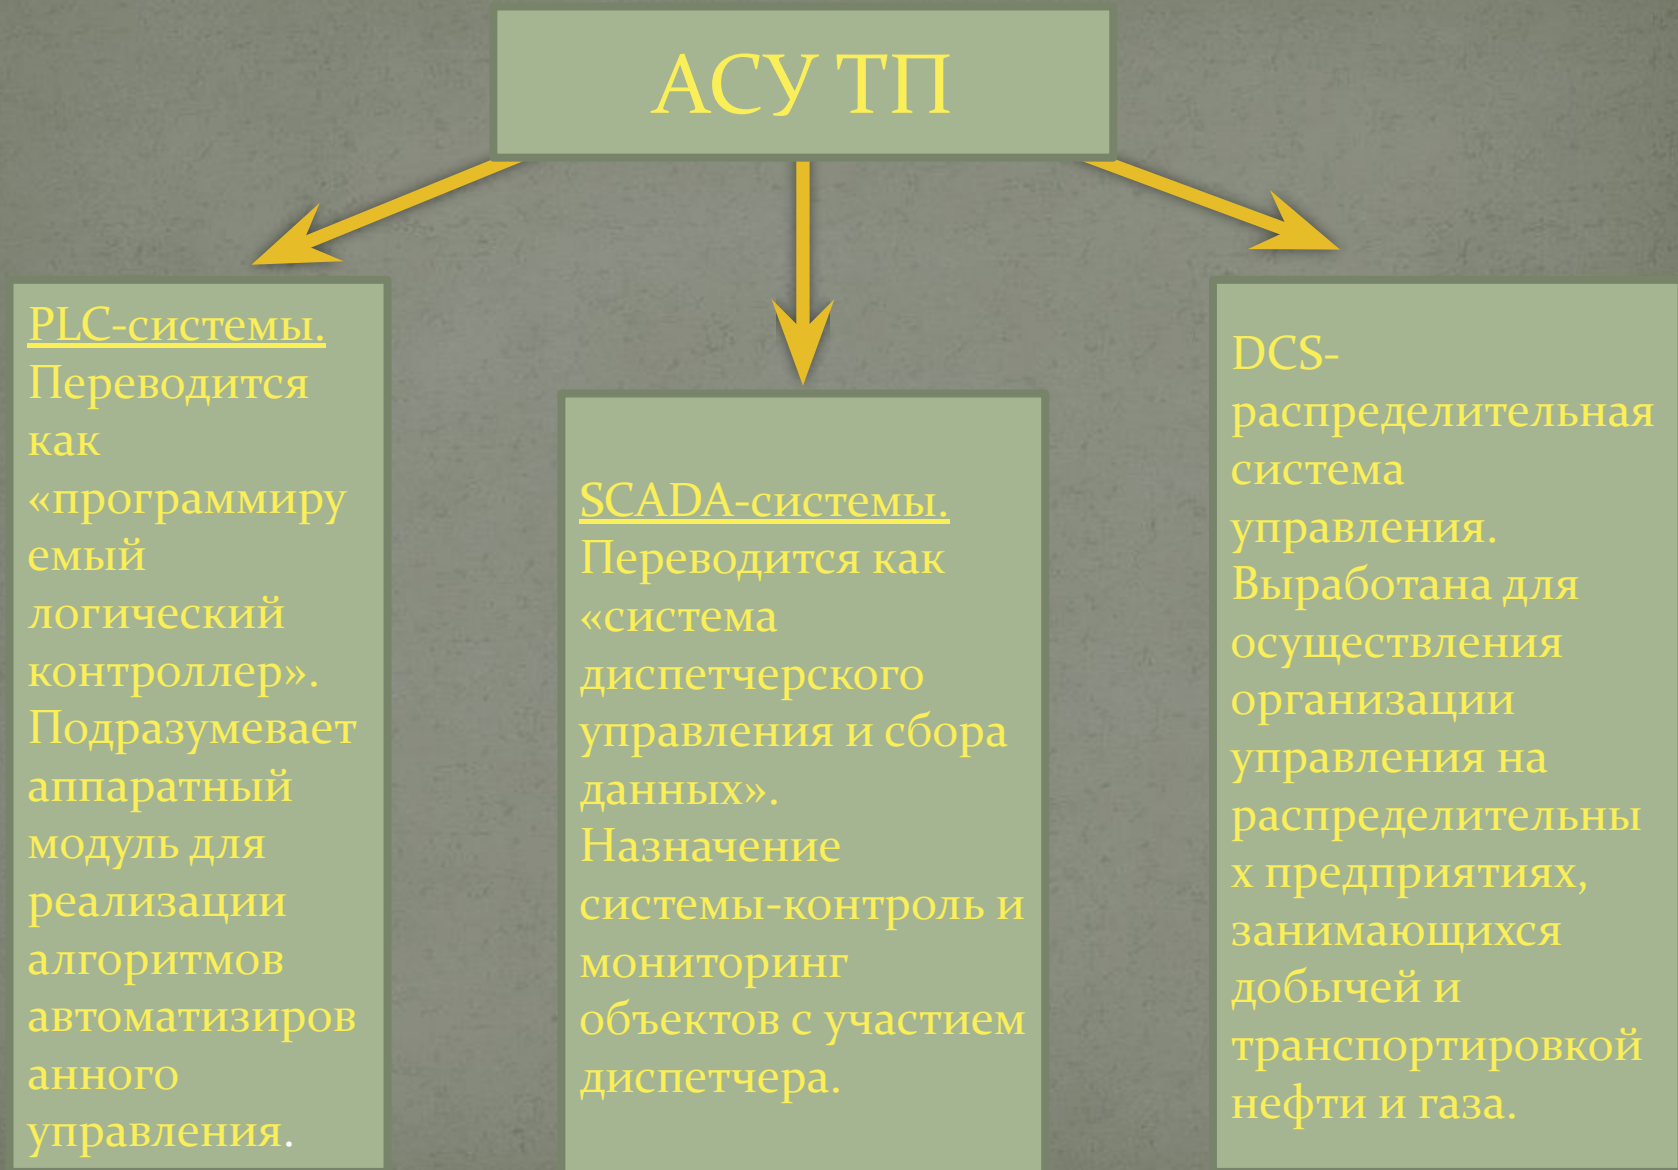 АСУ ТП
PLC-системы.
Переводится
как
«программиру
емый
логический
контроллер».
Подразумевает
аппаратный
модуль для
реализации
алгоритмов
автоматизиров
анного
управления.
SCADA-системы.
Переводится как
«система
диспетчерского
управления и сбора
данных».
Назначение
системы-контроль и
мониторинг
объектов с участием
диспетчера.
DCS-
распределительная
система
управления.
Выработана для
осуществления
организации
управления на
распределительны
х предприятиях,
занимающихся
добычей и
транспортировкой
нефти и газа.